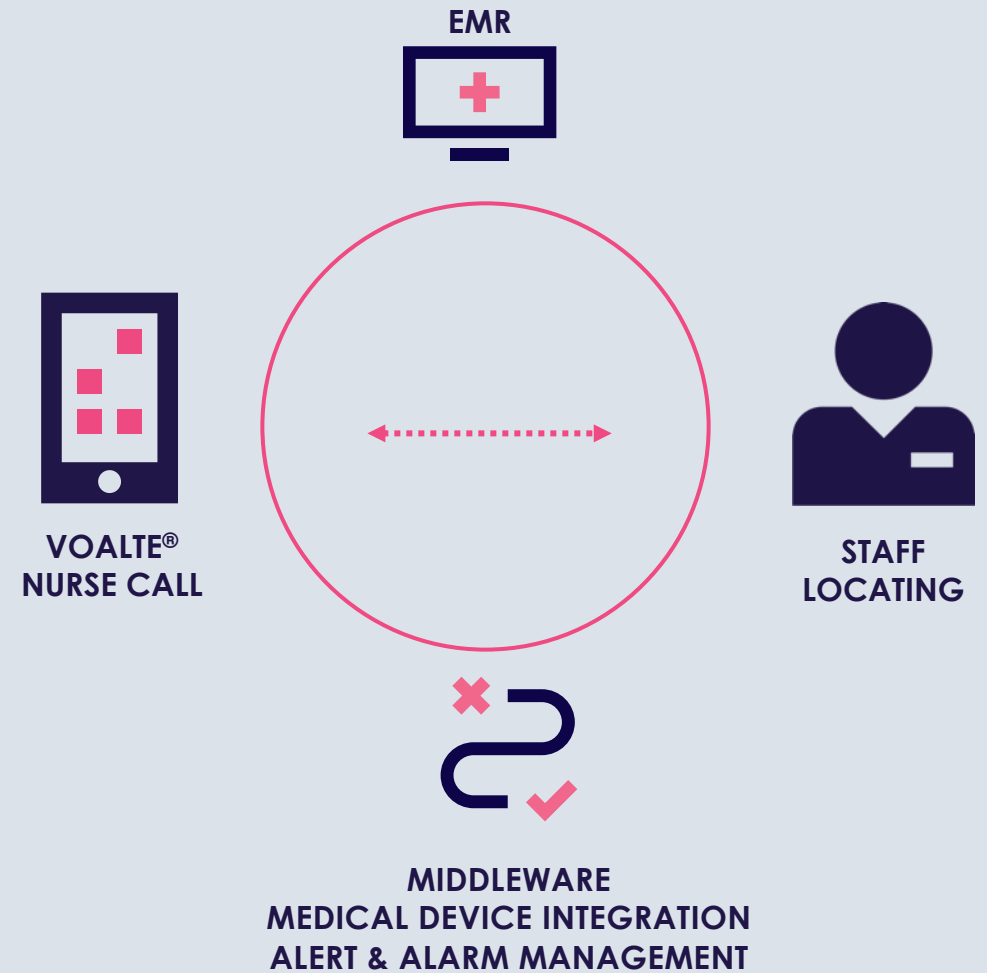 EMR
VOALTE®
NURSE CALL
STAFF
LOCATING
MIDDLEWARE
MEDICAL DEVICE INTEGRATION
ALERT & ALARM MANAGEMENT